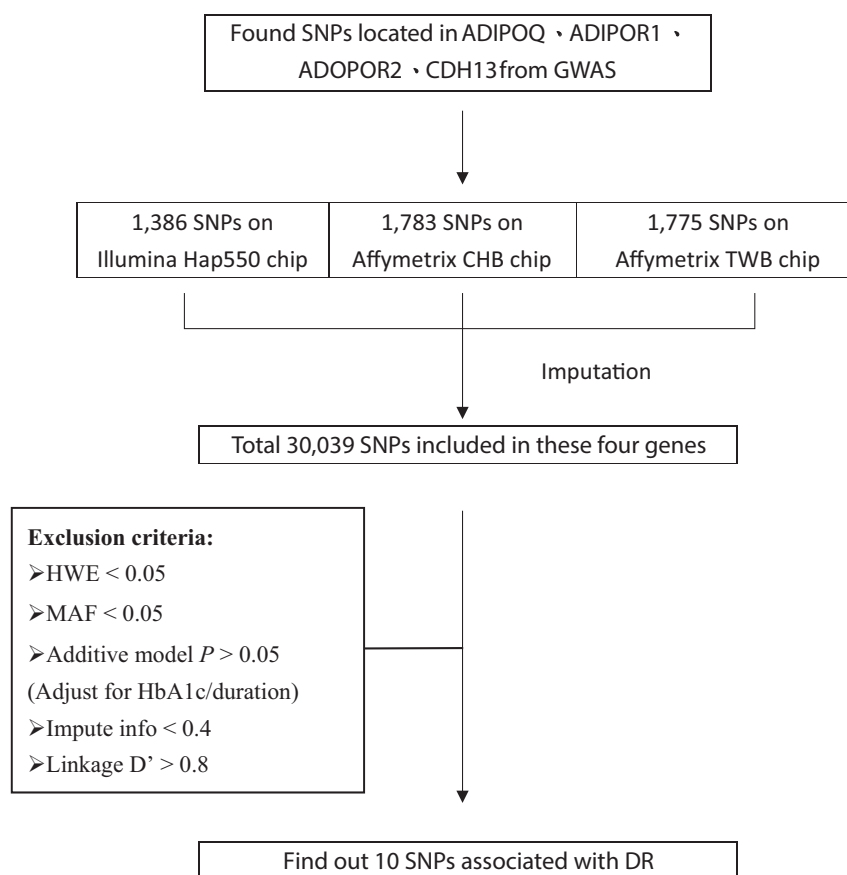 Found SNPs located in ADIPOQ、ADIPOR1、
ADOPOR2、CDH13 from GWAS
1,386 SNPs on
Illumina Hap550 chip
1,783 SNPs on
Affymetrix CHB chip
1,775 SNPs on
Affymetrix TWB chip
Imputation
Total 30,039 SNPs included in these four genes
Exclusion criteria:
➢HWE < 0.05
➢MAF < 0.05
➢Additive model P > 0.05
(Adjust for HbA1c/duration)
➢Impute info < 0.4
➢Linkage D’ > 0.8
Find out 10 SNPs associated with DR